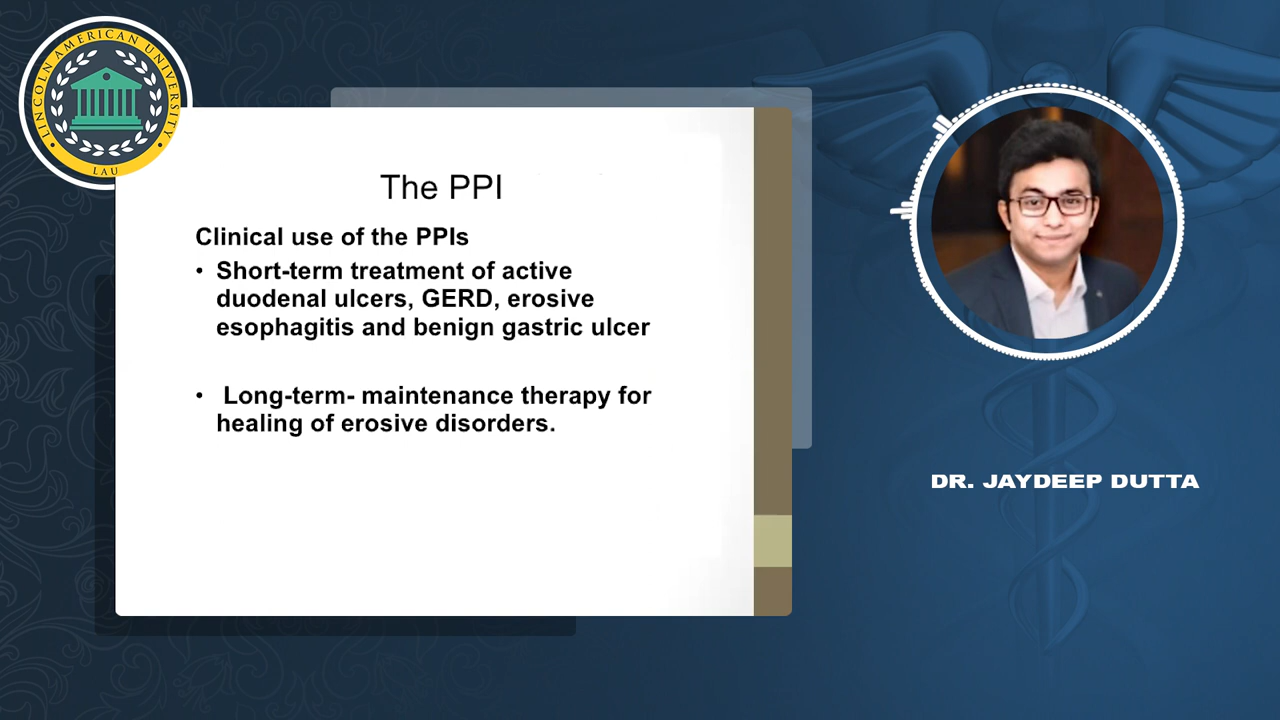 LINCOLN AMERICAN UNIVERSITY
LAU
The PPI
Clinical use of the PPIs
• Short-term treatment of active
duodenal ulcers, GERD, erosive
esophagitis and benign gastric ulcer
• Long-term- maintenance therapy for
healing of erosive disorders.
DR. JAYDEEP DUTTA